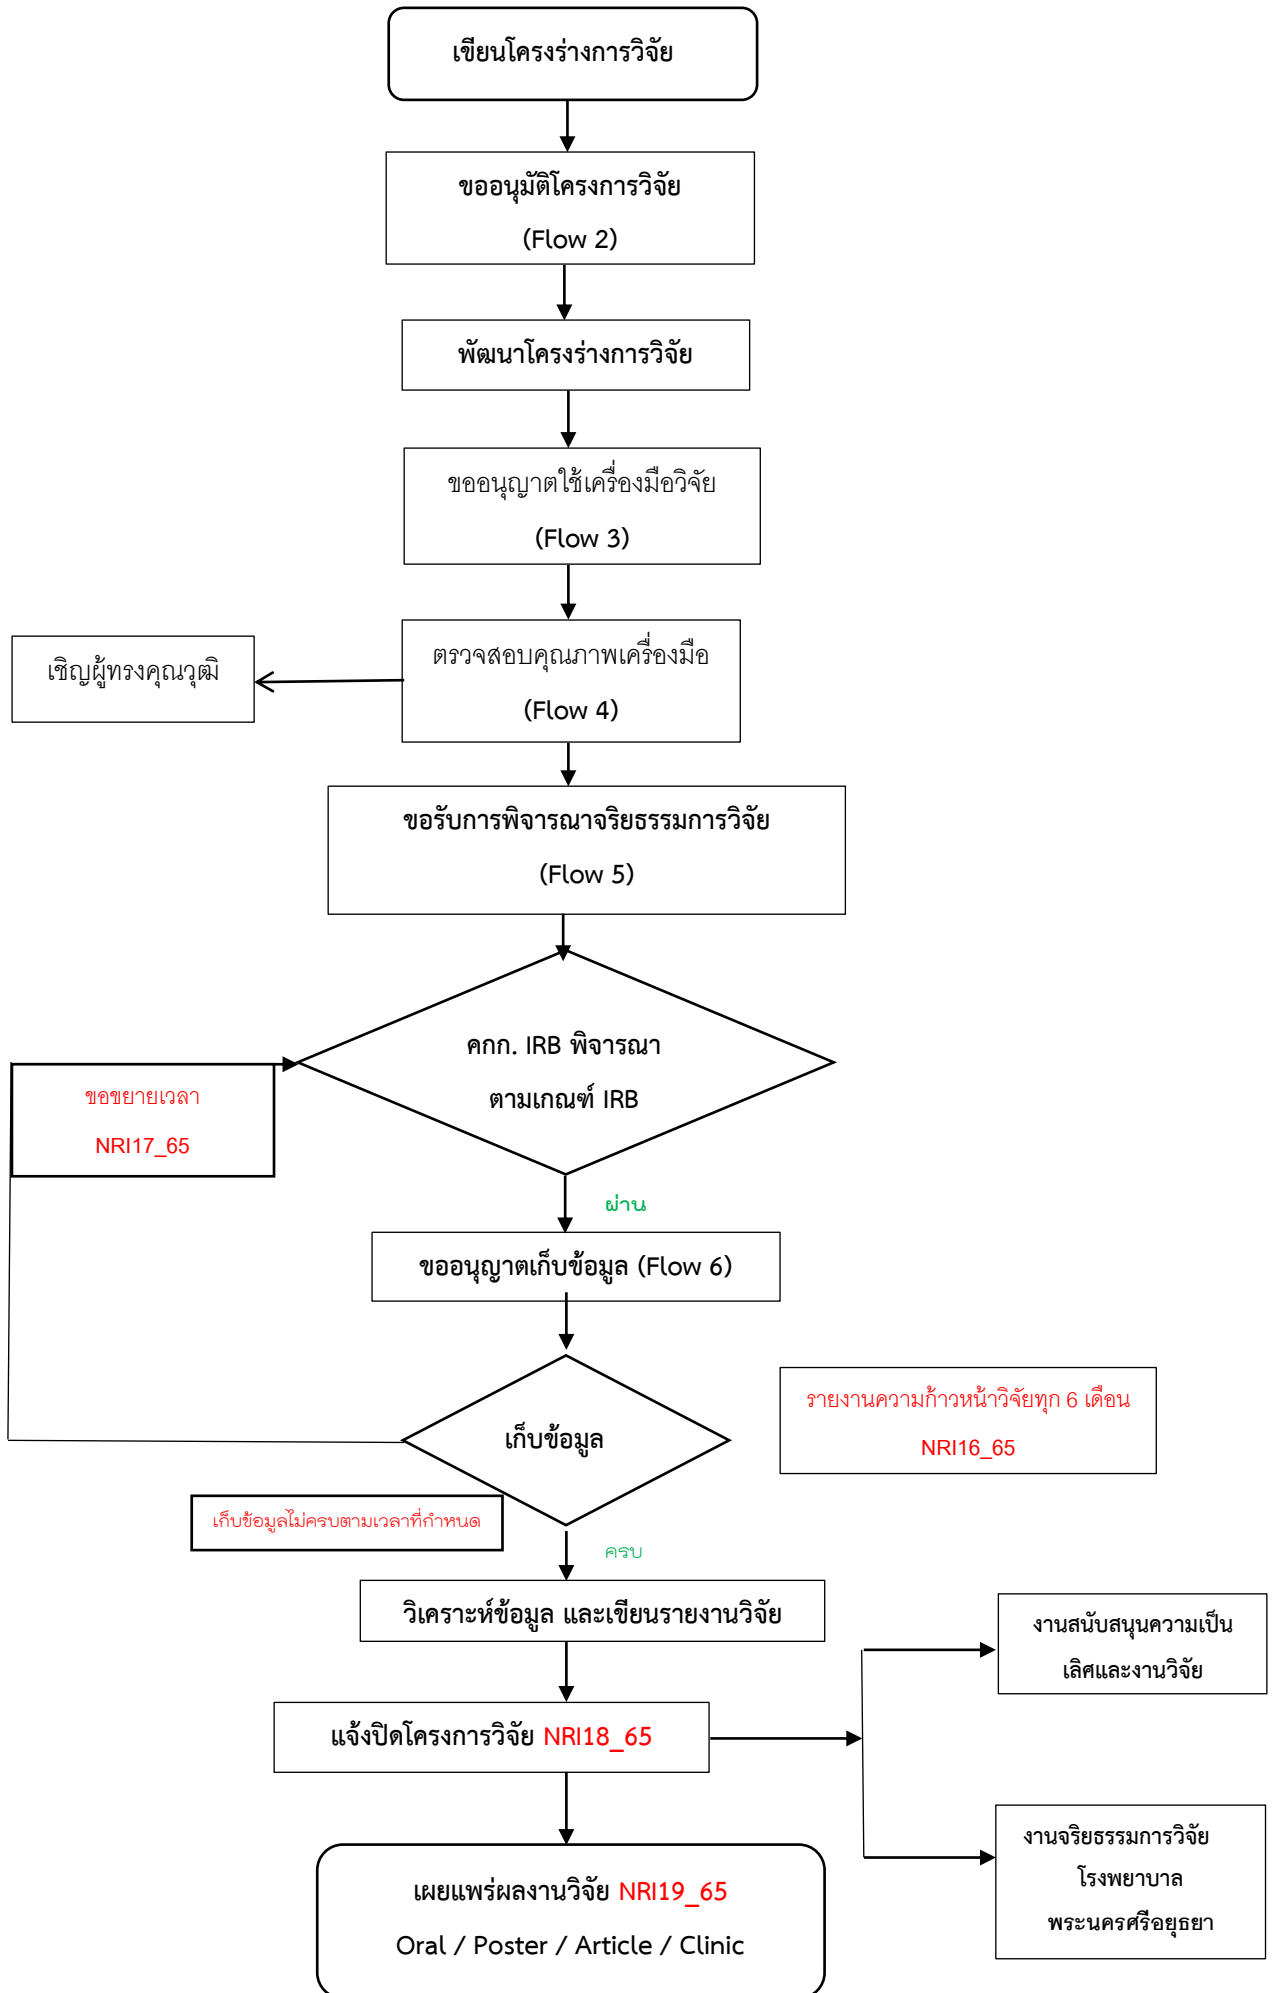 เขียนโครงร่างการวิจัย
ขออนุมัติโครงการวิจัย
(Flow 2)
พัฒนาโครงร่างการวิจัย
ขออนุญาตใช้เครื่องมือวิจัย
(Flow 3)
เชิญผู้ทรงคุณวุฒิ
ตรวจสอบคุณภาพเครื่องมือ
(Flow 4)
ขอรับการพิจารณาจริยธรรมการวิจัย
(Flow 5)
คกก. IRB พิจารณา
ตามเกณฑ์ IRB
ขอขยายเวลา
NRI17_65
ผ่าน
ขออนุญาตเก็บข้อมูล (Flow 6)
เก็บข้อมูล
รายงานความก้าวหน้าวิจัยทุก 6 เดือน
NRI16_65
เก็บข้อมูลไม่ครบตามเวลาที่กำหนด
ครบ
วิเคราะห์ข้อมูล และเขียนรายงานวิจัย
งานสนับสนุนความเป็น
เลิศและงานวิจัย
แจ้งปิดโครงการวิจัย NRI18_65
งานจริยธรรมการวิจัย
โรงพยาบาล
พระนครศรีอยุธยา
เผยแพร่ผลงานวิจัย NRI19_65
Oral / Poster / Article / Clinic